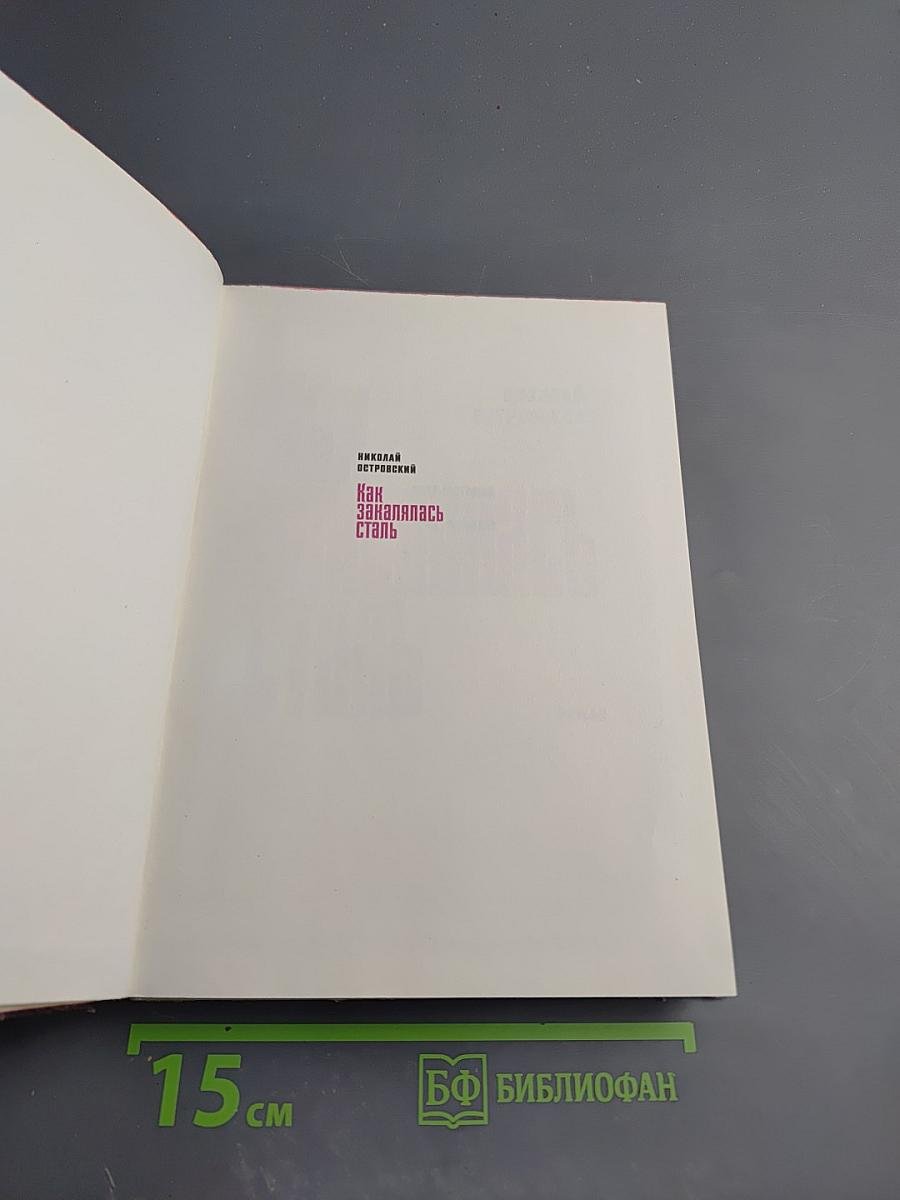 НИКОЛАЙ
ОСТРОВСКИЙ
Как
закалялась
сталь
15 см
БФ БИБЛИОФАН